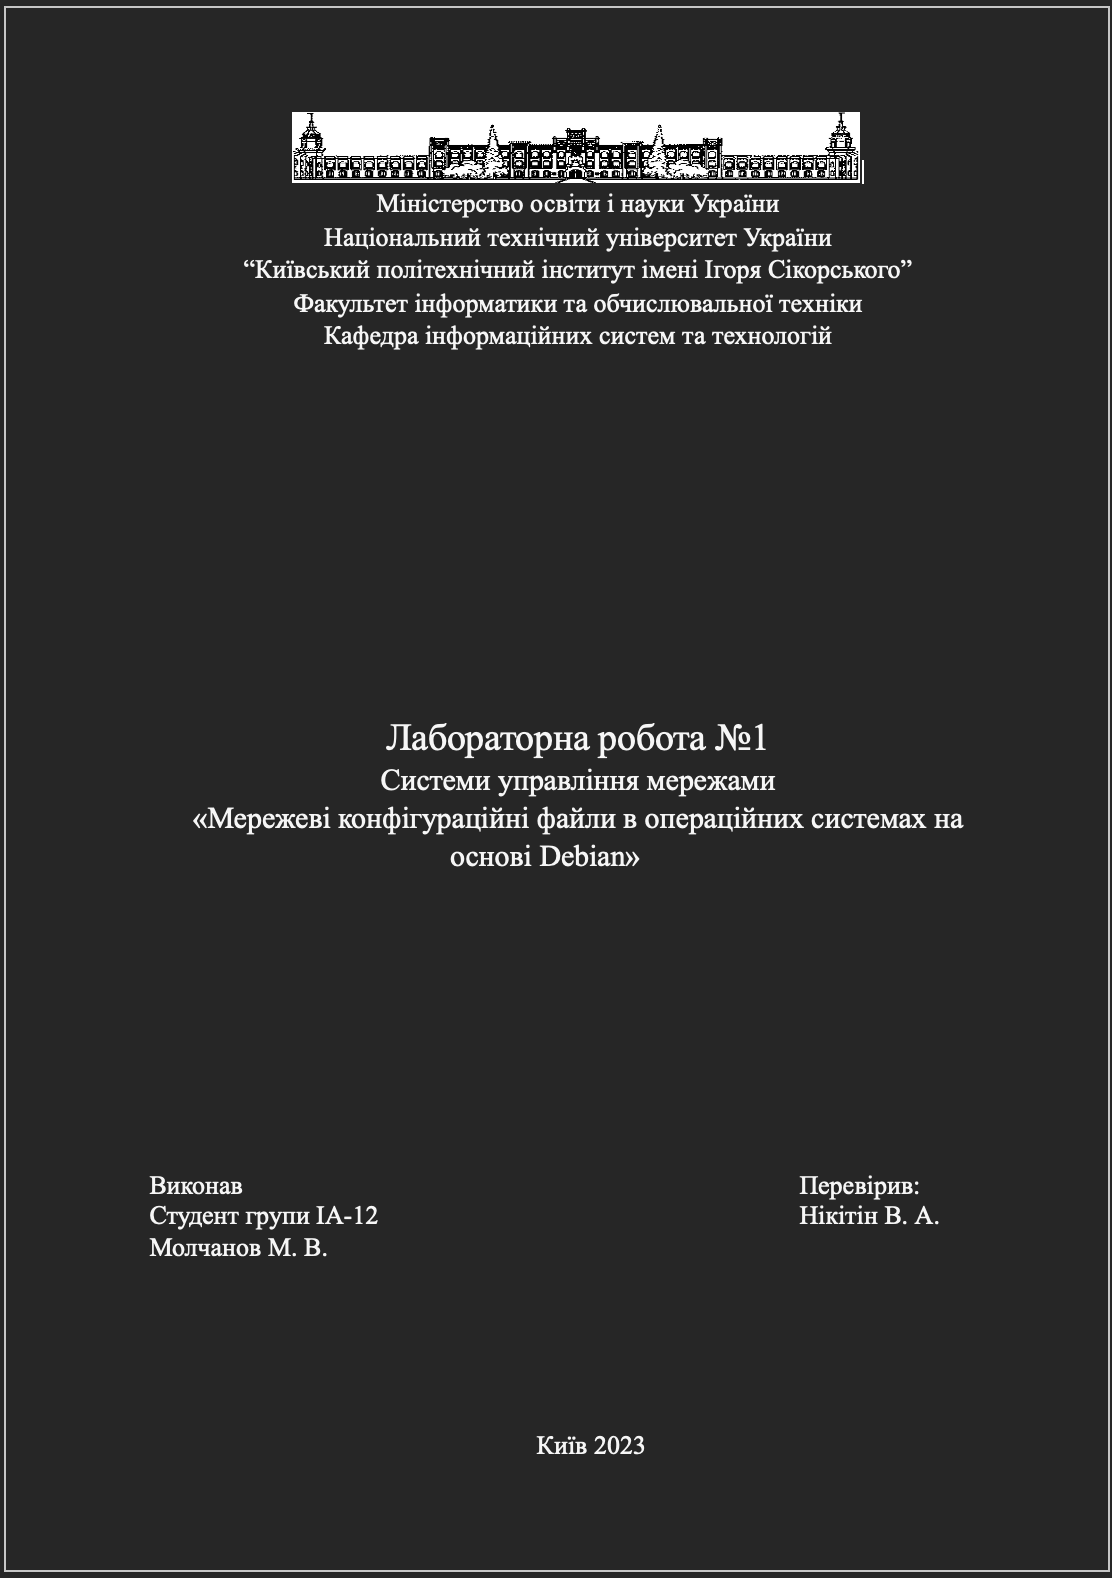 Міністерство освіти і науки України
Національний технічний університет України
“Київський політехнічний інститут імені Ігоря Сікорського”
Факультет інформатики та обчислювальної техніки
Кафедра інформаційних систем та технологій
Лабораторна робота №1
Системи управління мережами
«Мережеві конфігураційні файли в операційних системах на
основі Debian»
Виконав
Студент групи ІА-12
Молчанов М. В.
Перевірив:
Нікітін В. А.
Київ 2023